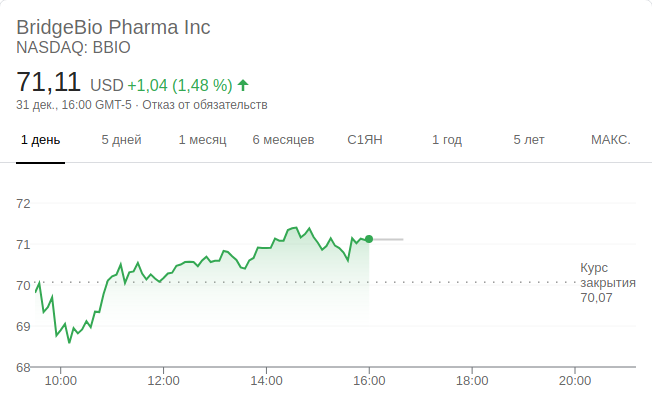 BridgeBio Pharma Inc
NASDAQ: BBIO
71,11 USD +1,04 (1,48 %)
31 дек., 16:00 GMT-5 · Отказ от обязательств
1 день 5 дней 1 месяц 6 месяцев С1ЯН 1 год 5 лет МАКС.
72
71
Курс
70 закрытия
70,07
69
68
10:00 12:00 14:00 16:00 18:00 20:00